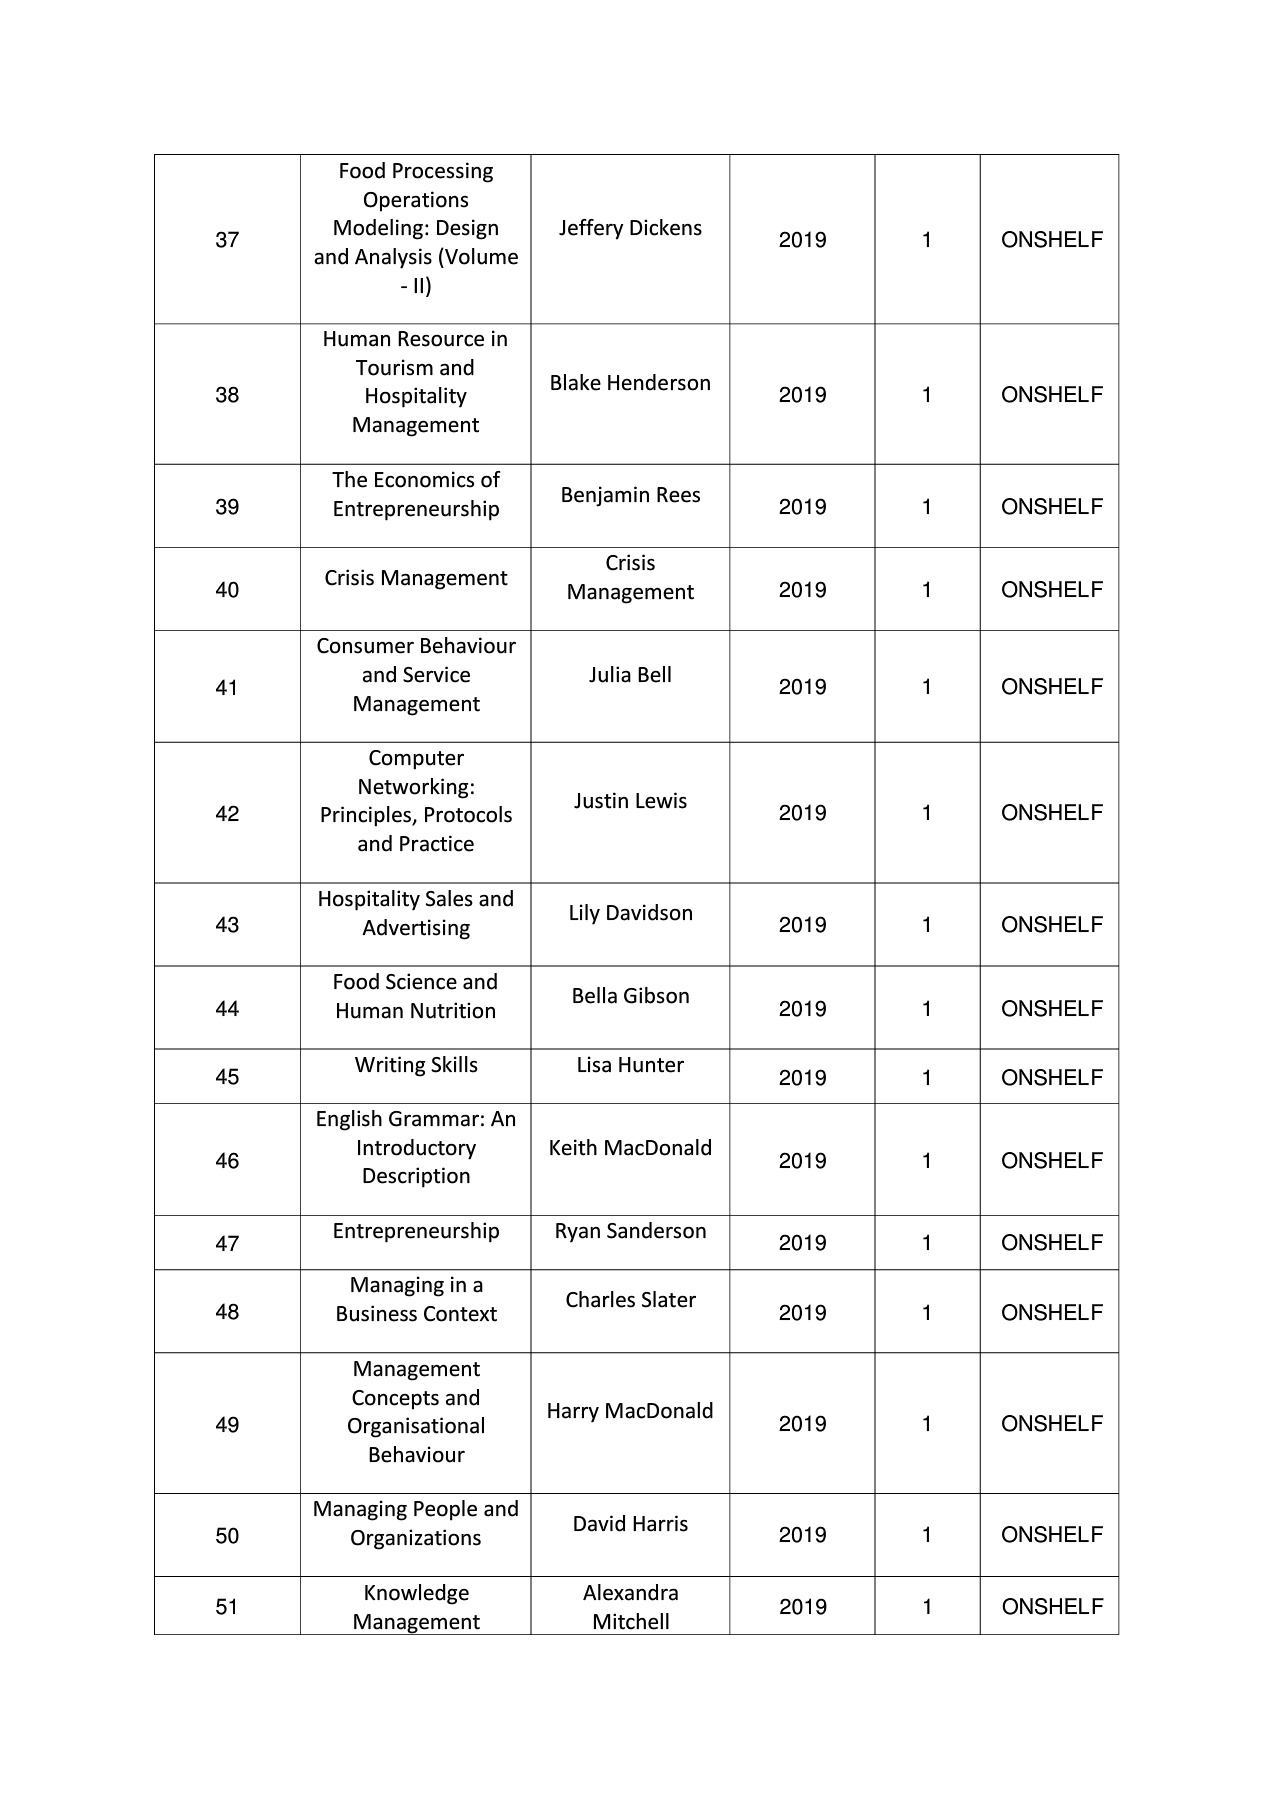 37
Food Processing
Operations
Modeling: Design
and Analysis (Volume
- II)
Jeffery Dickens
2019
1
ONSHELF
38
Human Resource in
Tourism and
Hospitality
Management
Blake Henderson
2019
1
ONSHELF
39
The Economics of
Entrepreneurship
Benjamin Rees
2019
1
ONSHELF
40
Crisis Management
Crisis
Management
2019
1
ONSHELF
41
Consumer Behaviour
and Service
Management
Julia Bell
2019
1
ONSHELF
42
Computer
Networking:
Principles, Protocols
and Practice
Justin Lewis
2019
1
ONSHELF
43
Hospitality Sales and
Advertising
Lily Davidson
2019
1
ONSHELF
44
Food Science and
Human Nutrition
Bella Gibson
2019
1
ONSHELF
45
Writing Skills
Lisa Hunter
2019
1
ONSHELF
46
English Grammar: An
Introductory
Description
Keith MacDonald
2019
1
ONSHELF
47
Entrepreneurship
Ryan Sanderson
2019
1
ONSHELF
48
Managing in a
Business Context
Charles Slater
2019
1
ONSHELF
49
Management
Concepts and
Organisational
Behaviour
Harry MacDonald
2019
1
ONSHELF
50
Managing People and
Organizations
David Harris
2019
1
ONSHELF
51
Knowledge
Management
Alexandra
Mitchell
2019
1
ONSHELF